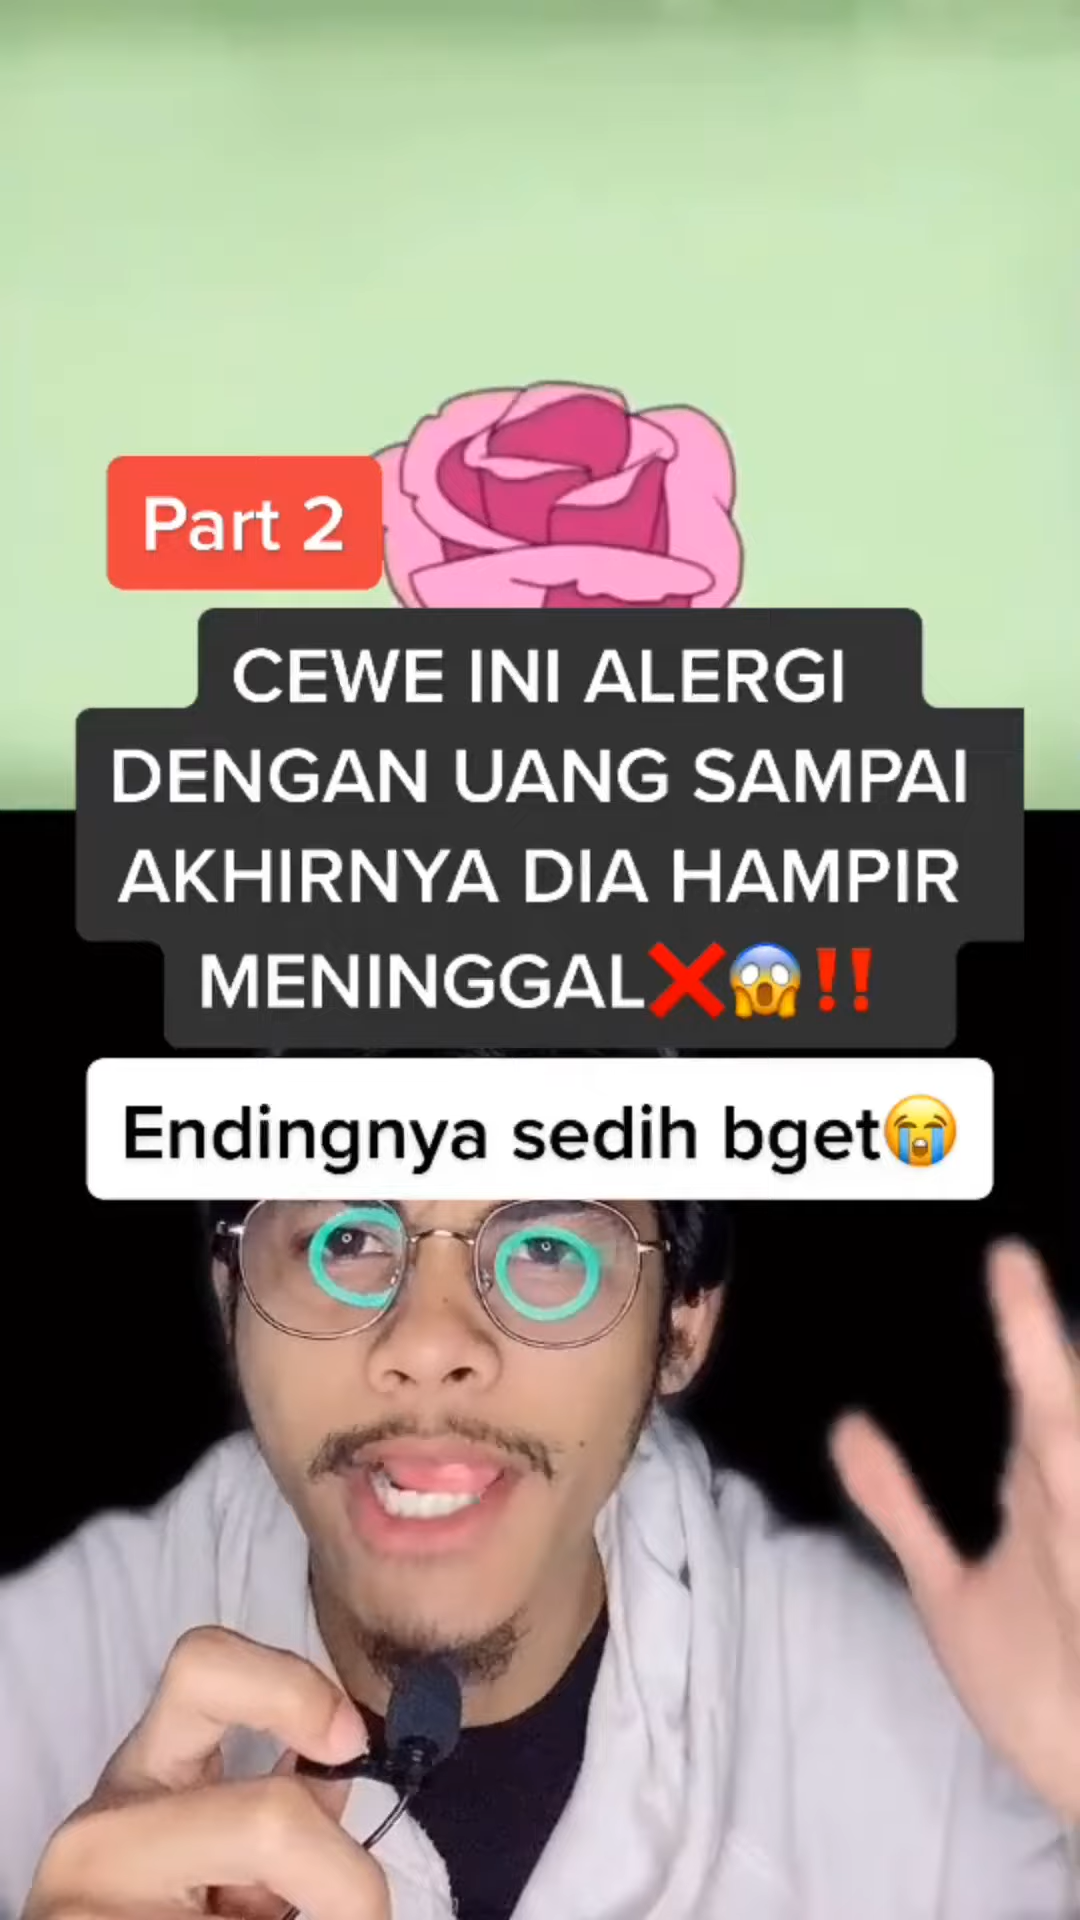 Part 2
CEWE INI ALERGI
DENGAN UANG SAMPAI
AKHIRNYA DIA HAMPIR
MENINGGAL❌😱‼️
Endingnya sedih bget😭